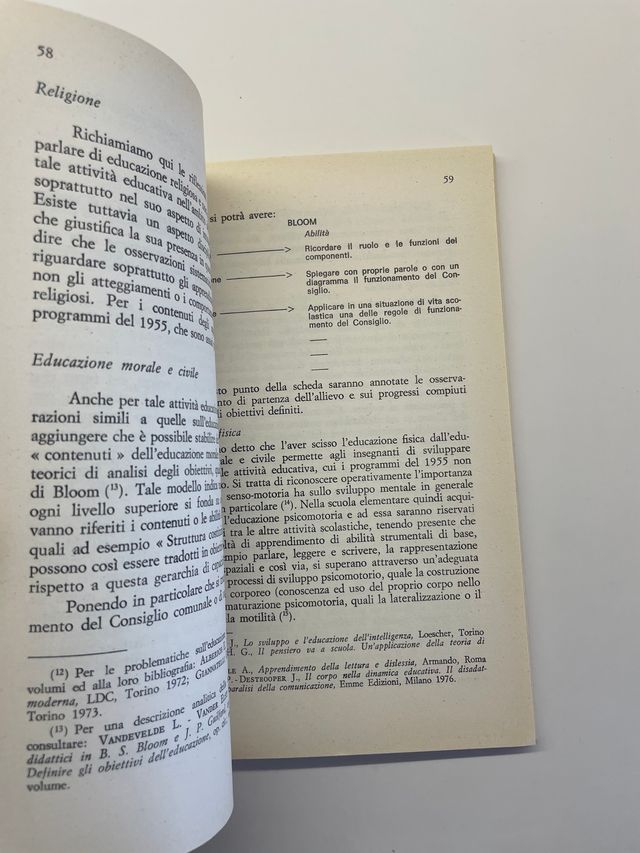 58
Religione
Richiamiamo qui le
parlare di educazione religiosa
tale attività educativa
soprattutto nel suo aspetto
Esiste tuttavia un aspetto
che giustifica la sua presenza
dire che le osservazioni
riguardare soprattutto gli
non gli atteggiamenti o i
religiosi. Per i contenuti degli
programmi del 1955, che sono
Educazione morale e civile
Anche per tale attività
razioni simili a quelle
aggiungere che è possibile
« contenuti » dell'educazione
teorici di analisi degli obiettivi,
di Bloom (13). Tale modello
ogni livello superiore si fonda
vanno riferiti i contenuti o le
quali ad esempio « Struttura
possono così essere tradotti in
rispetto a questa gerarchia di
Ponendo in particolare che si
mento del Consiglio comunale o di
(12) Per le problematiche
volumi ed alla loro bibliografia:
moderna, LDC, Torino 1972;
Torino 1973.
(13) Per una descrizione analitica
consultare: VANDEVELDE L. - VANDER
didattici in B. S. Bloom e J. P.
Definire gli obiettivi dell'educazione, op.
volume.
59
si potrà avere:
BLOOM
Abilità
> Ricordare il ruolo e le funzioni dei
componenti.
> Spiegare con proprie parole o con un
diagramma il funzionamento del Con-
siglio.
> Applicare in una situazione di vita sco-
lastica una delle regole di funziona-
mento del Consiglio.
punto della scheda saranno annotate le osserva-
di partenza dell'allievo e sui progressi compiuti
obiettivi definiti.
detto che l'aver scisso l'educazione fisica dall'edu-
e civile permette agli insegnanti di sviluppare
attività educativa, cui i programmi del 1955 non
Si tratta di riconoscere operativamente l'importanza
senso-motoria ha sullo sviluppo mentale in generale
particolare (14). Nella scuola elementare quindi acqui-
l'educazione psicomotoria e ad essa saranno riservati
tra le altre attività scolastiche, tenendo presente che
di apprendimento di abilità strumentali di base,
parlare, leggere e scrivere, la rappresentazione
e così via, si superano attraverso un'adeguata
processi di sviluppo psicomotorio, quale la costruzione
corporeo (conoscenza ed uso del proprio corpo nello
maturazione psicomotoria, quali la lateralizzazione o il
la motilità (15).
J., Lo sviluppo e l'educazione dell'intelligenza, Loescher, Torino
H. G., Il pensiero va a scuola. Un'applicazione della teoria di
A., Apprendimento della lettura e dislessia, Armando, Roma
P.-DESTROOPER J., Il corpo nella dinamica educativa. Il disadat-
della comunicazione, Emme Edizioni, Milano 1976.